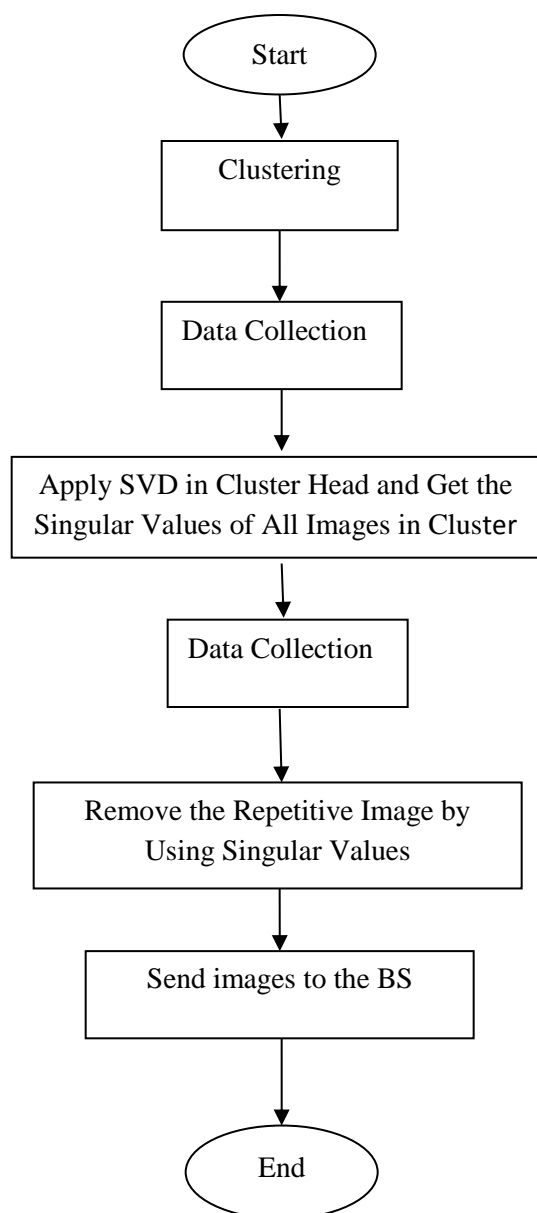 Start
Clustering
Data Collection
Apply SVD in Cluster Head and Get the
Singular Values of All Images in Cluster
Data Collection
Remove the Repetitive Image by
Using Singular Values
Send images to the BS
End